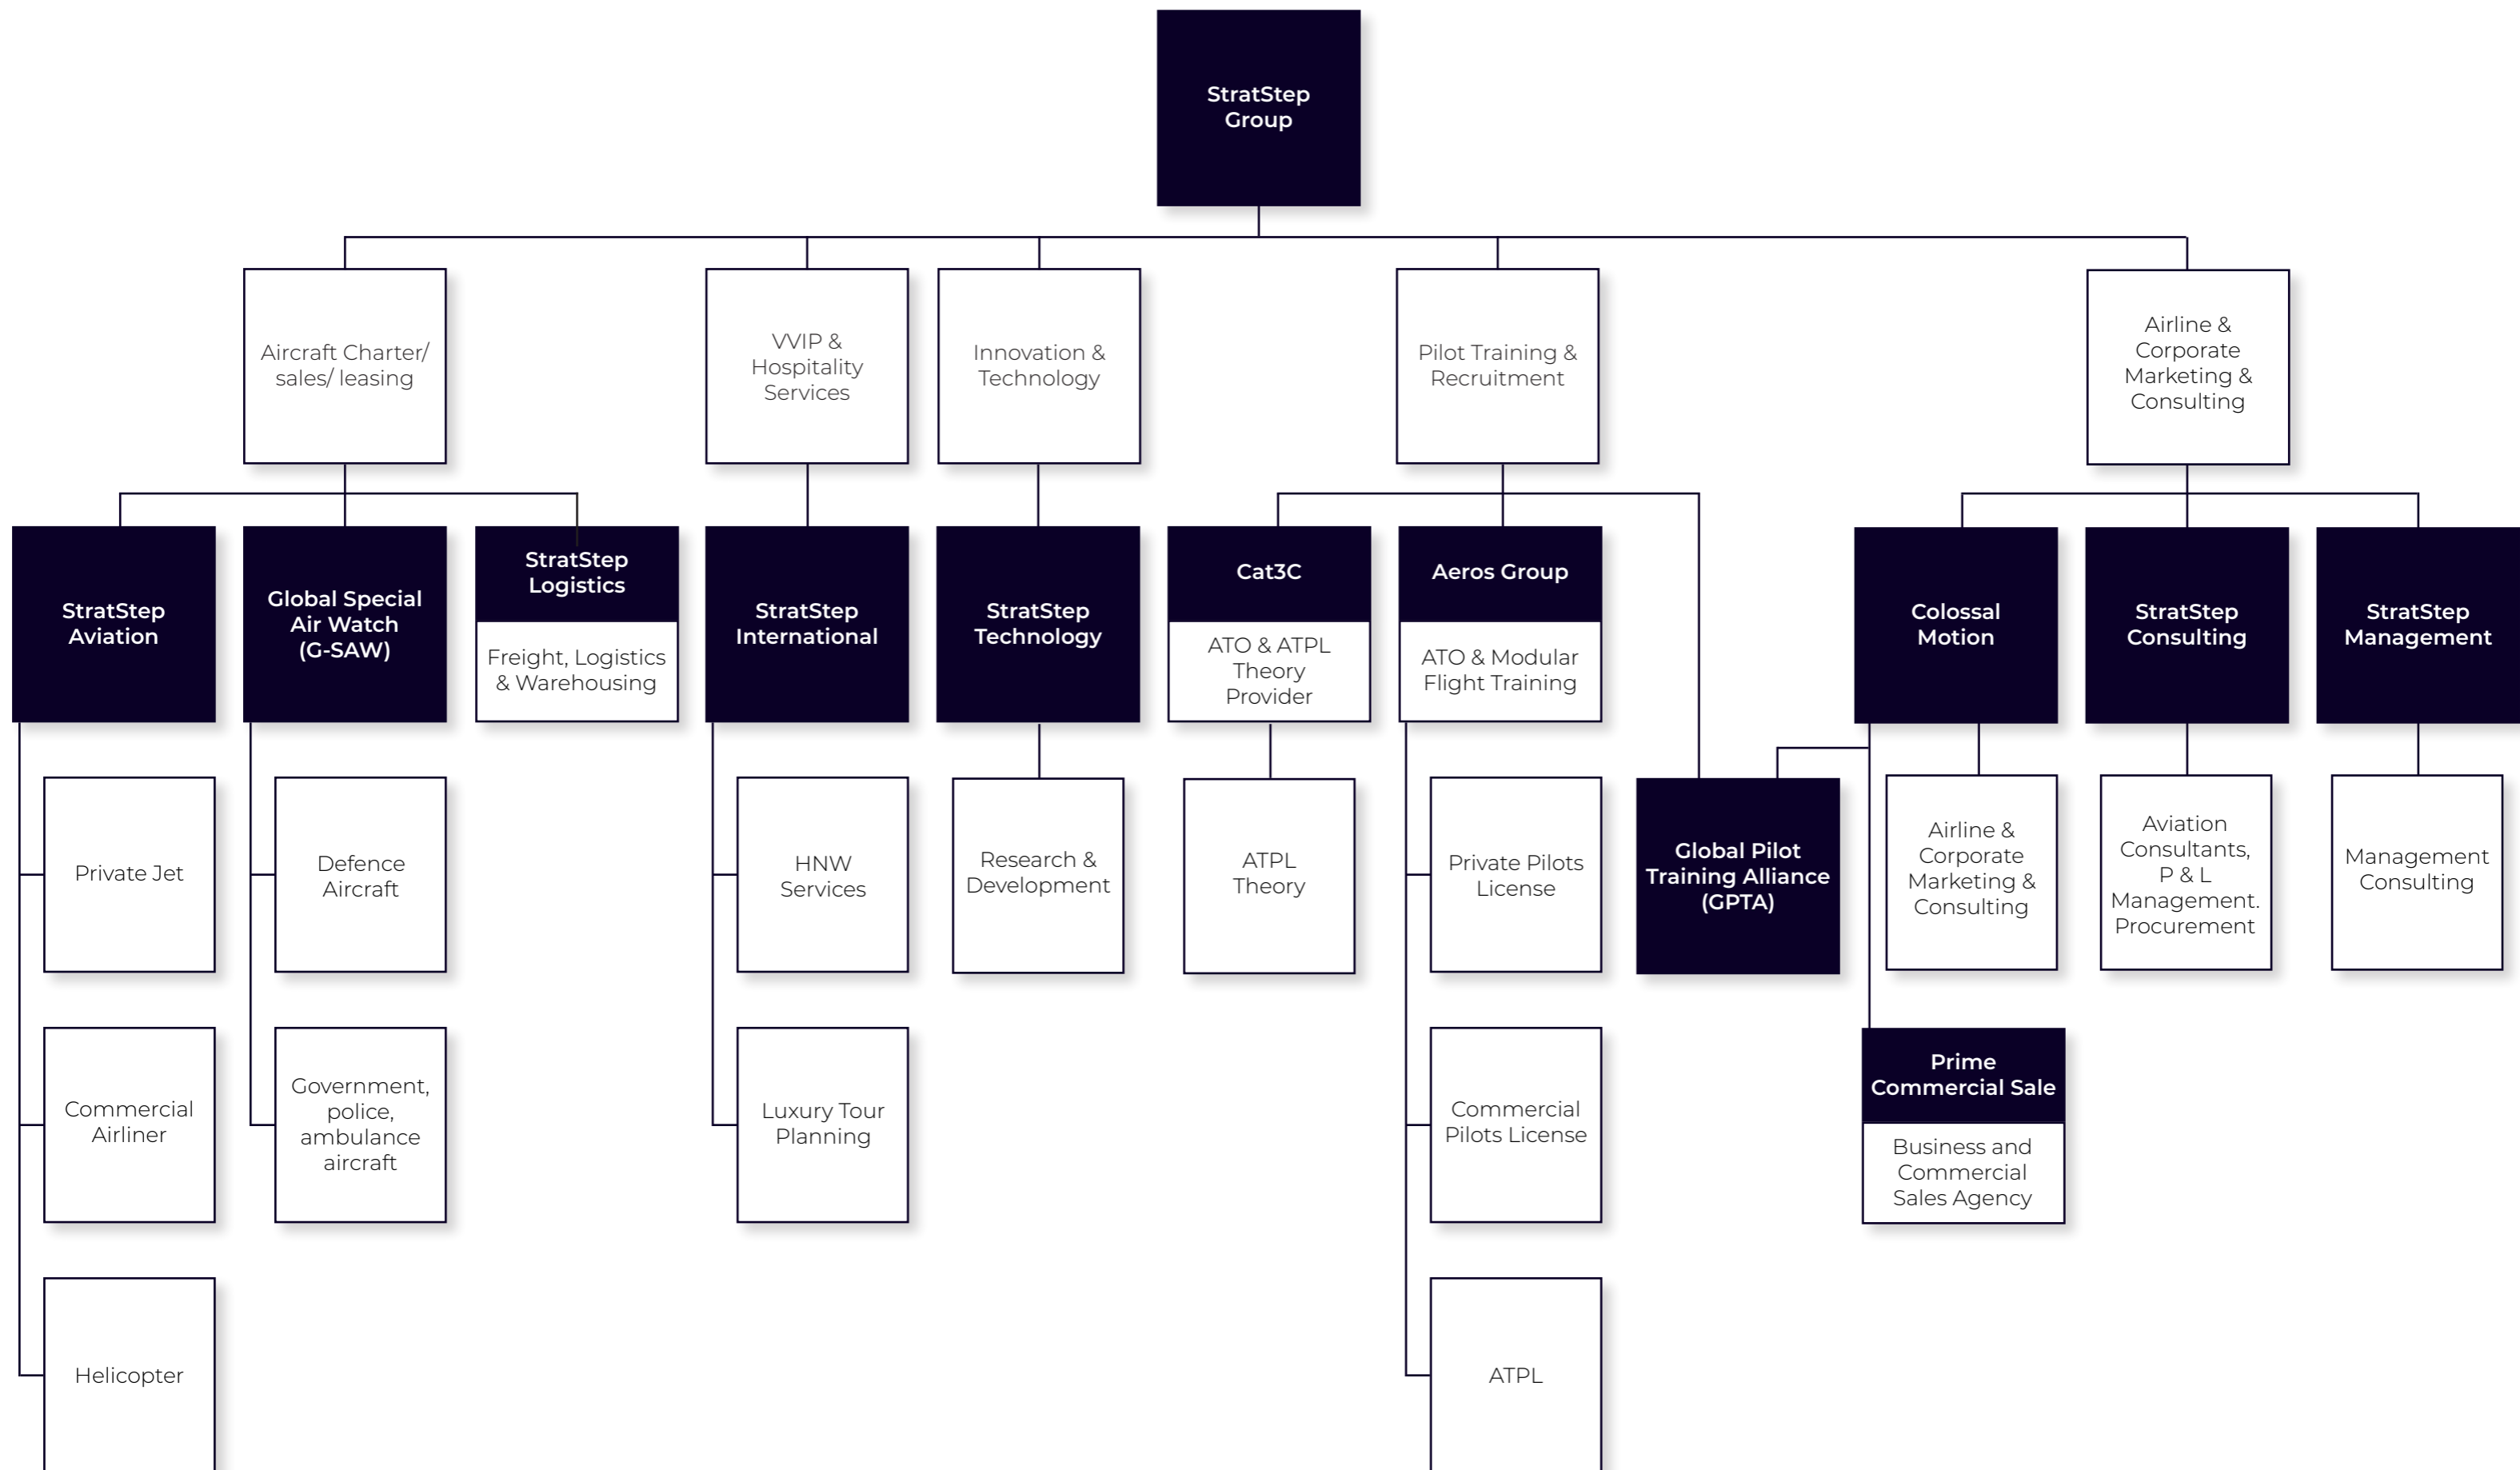 StratStep
Group
Aircraft Charter/
sales/ leasing
VVIP &
Hospitality
Services
Innovation &
Technology
Pilot Training &
Recruitment
Airline &
Corporate
Marketing &
Consulting
StratStep
Aviation
Global Special
Air Watch
(G-SAW)
StratStep
Logistics
Freight, Logistics
& Warehousing
StratStep
International
StratStep
Technology
Cat3C
ATO & ATPL
Theory
Provider
Aeros Group
ATO & Modular
Flight Training
Colossal
Motion
StratStep
Consulting
StratStep
Management
Private Jet
Defence
Aircraft
HNW
Services
Research &
Development
ATPL
Theory
Private Pilots
License
Global Pilot
Training Alliance
(GPTA)
Airline &
Corporate
Marketing &
Consulting
Aviation
Consultants,
P & L
Management.
Procurement
Management
Consulting
Commercial
Airliner
Government,
police,
ambulance
aircraft
Luxury Tour
Planning
Commercial
Pilots License
Prime
Commercial Sale
Business and
Commercial
Sales Agency
Helicopter
ATPL